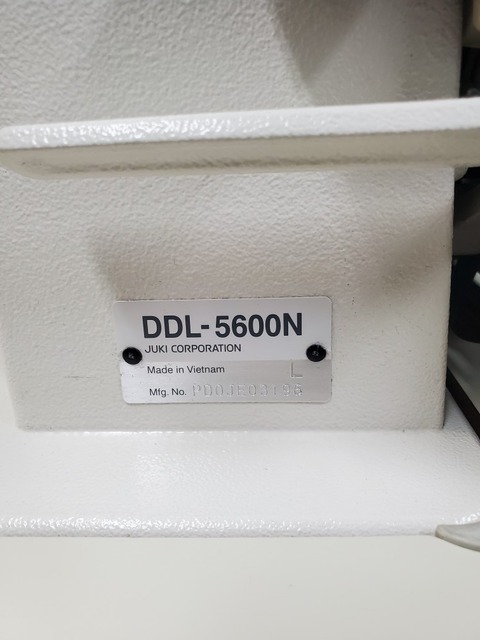 DDL-5600N
JUKI CORPORATION
Made in Vietnam L
Mfg. No.